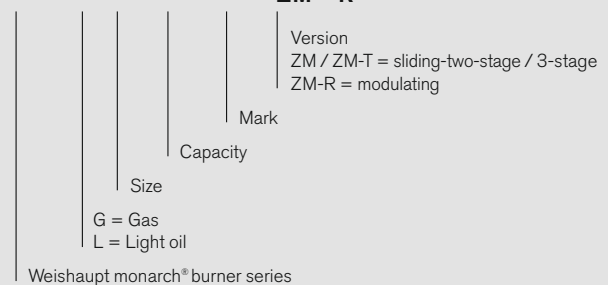 Version
ZM / ZM-T = sliding-two-stage / 3-stage
ZM-R = modulating
Mark
Capacity
Size
G = Gas
L = Light oil
Weishaupt monarch® burner series